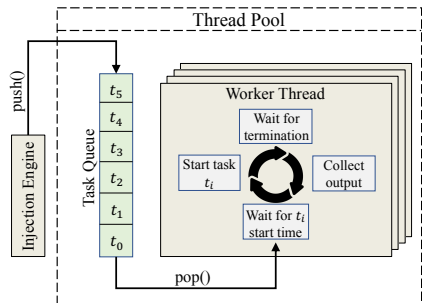 Thread Pool
push()
Injection Engine
Task Queue
t₅
t₄
t₃
t₂
t₁
t₀
Worker Thread
Wait for
termination
Start task
tᵢ
Collect
output
Wait for tᵢ
start time
pop()